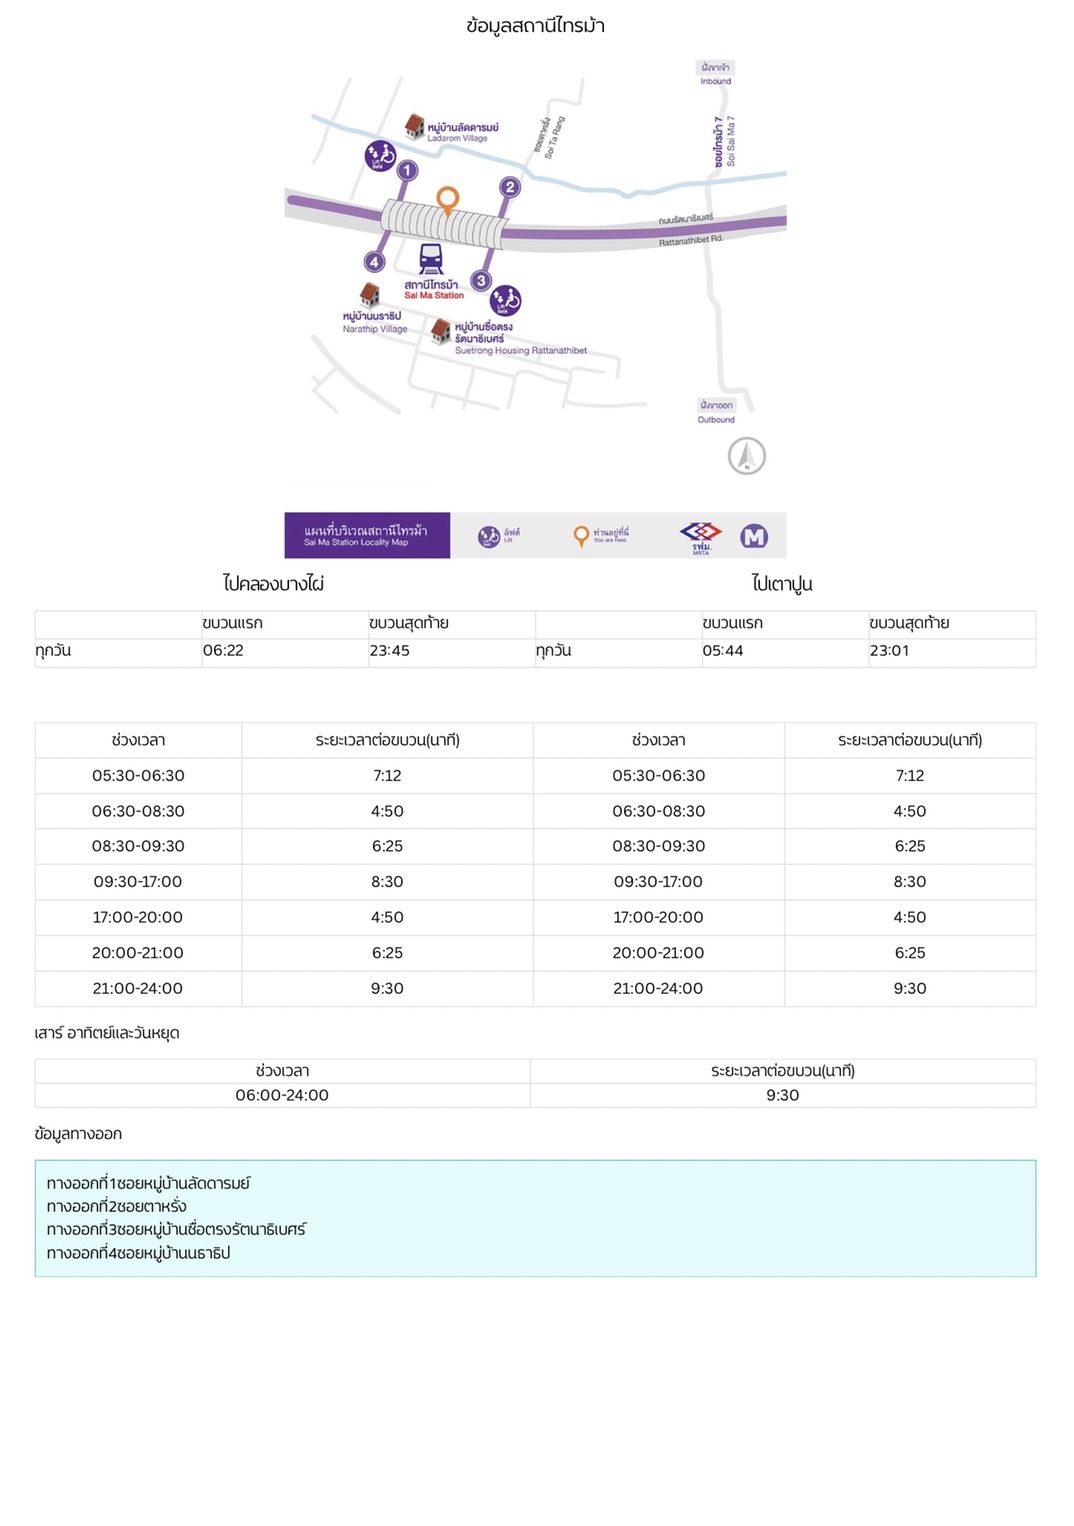 ข้อมูลสถานีไทรม้า
ฝั่งขาเข้า
Inbound
หมู่บ้านลัดดารมย์
Ladarom Village
ซอยตาหรั่ง
Soi Ta Rang
ซอยไทรม้า 7
Soi Sai Ma 7
Lift
ลิฟต์
1
2
ถนนรัตนาธิเบศร์
Rattanathibet Rd.
4
3
สถานีไทรม้า
Sai Ma Station
Lift
ลิฟต์
หมู่บ้านนราธิป
Narathip Village
หมู่บ้านซื่อตรง
รัตนาธิเบศร์
Suetrong Housing Rattanathibet
ฝั่งขาออก
Outbound
N
แผนที่บริเวณสถานีไทรม้า
Sai Ma Station Locality Map
ลิฟต์
Lift
ท่านอยู่ที่นี่
You are here
รฟม.
MRTA
M
ไปคลองบางไผ่ ไปเตาปูน
ขบวนแรก ขบวนสุดท้าย ขบวนแรก ขบวนสุดท้าย
ทุกวัน 06:22 23:45 ทุกวัน 05:44 23:01
ช่วงเวลา ระยะเวลาต่อขบวน(นาที) ช่วงเวลา ระยะเวลาต่อขบวน(นาที)
05:30-06:30 7:12 05:30-06:30 7:12
06:30-08:30 4:50 06:30-08:30 4:50
08:30-09:30 6:25 08:30-09:30 6:25
09:30-17:00 8:30 09:30-17:00 8:30
17:00-20:00 4:50 17:00-20:00 4:50
20:00-21:00 6:25 20:00-21:00 6:25
21:00-24:00 9:30 21:00-24:00 9:30
เสาร์ อาทิตย์และวันหยุด
ช่วงเวลา ระยะเวลาต่อขบวน(นาที)
06:00-24:00 9:30
ข้อมูลทางออก
ทางออกที่1ซอยหมู่บ้านลัดดารมย์
ทางออกที่2ซอยตาหรั่ง
ทางออกที่3ซอยหมู่บ้านซื่อตรงรัตนาธิเบศร์
ทางออกที่4ซอยหมู่บ้านนธาธิป